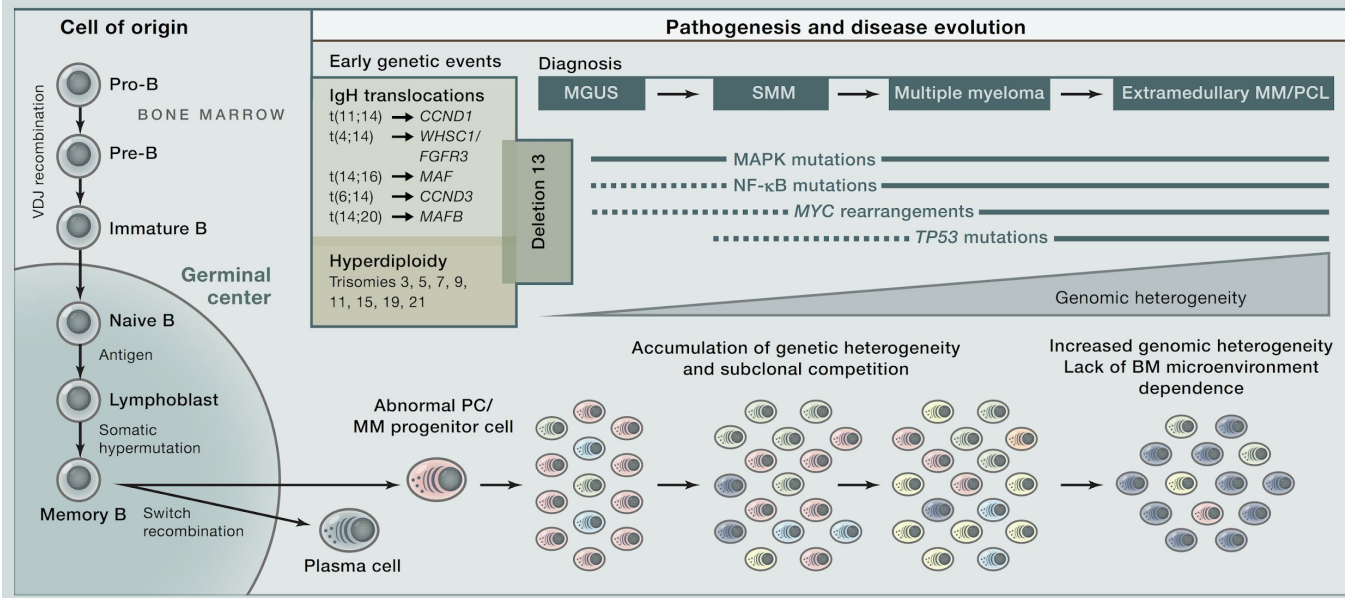 Cell of origin
Pro-B
VDJ recombination
BONE MARROW
Pre-B
Immature B
Germinal
center
Naive B
Antigen
Lymphoblast
Somatic
hypermutation
Memory B
Switch
recombination
Plasma cell
Pathogenesis and disease evolution
Early genetic events
IgH translocations
t(11;14) → CCND1
t(4;14) → WHSC1/
FGFR3
t(14;16) → MAF
t(6;14) → CCND3
t(14;20) → MAFB
Hyperdiploidy
Trisomies 3, 5, 7, 9,
11, 15, 19, 21
Deletion 13
Diagnosis
MGUS → SMM → Multiple myeloma → Extramedullary MM/PCL
MAPK mutations
NF-κB mutations
MYC rearrangements
TP53 mutations
Genomic heterogeneity
Abnormal PC/
MM progenitor cell
Accumulation of genetic heterogeneity
and subclonal competition
Increased genomic heterogeneity
Lack of BM microenvironment
dependence